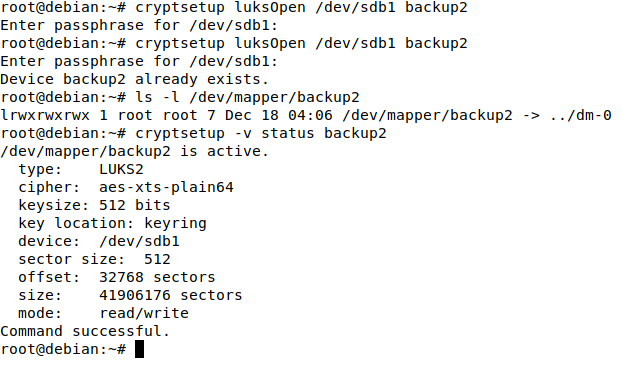 root@debian:~# cryptsetup luksOpen /dev/sdb1 backup2
Enter passphrase for /dev/sdb1:
root@debian:~# cryptsetup luksOpen /dev/sdb1 backup2
Enter passphrase for /dev/sdb1:
Device backup2 already exists.
root@debian:~# ls -l /dev/mapper/backup2
lrwxrwxrwx 1 root root 7 Dec 18 04:06 /dev/mapper/backup2 -> ../dm-0
root@debian:~# cryptsetup -v status backup2
/dev/mapper/backup2 is active.
  type:    LUKS2
  cipher:  aes-xts-plain64
  keysize: 512 bits
  key location: keyring
  device:  /dev/sdb1
  sector size:  512
  offset:  32768 sectors
  size:    41906176 sectors
  mode:    read/write
Command successful.
root@debian:~#